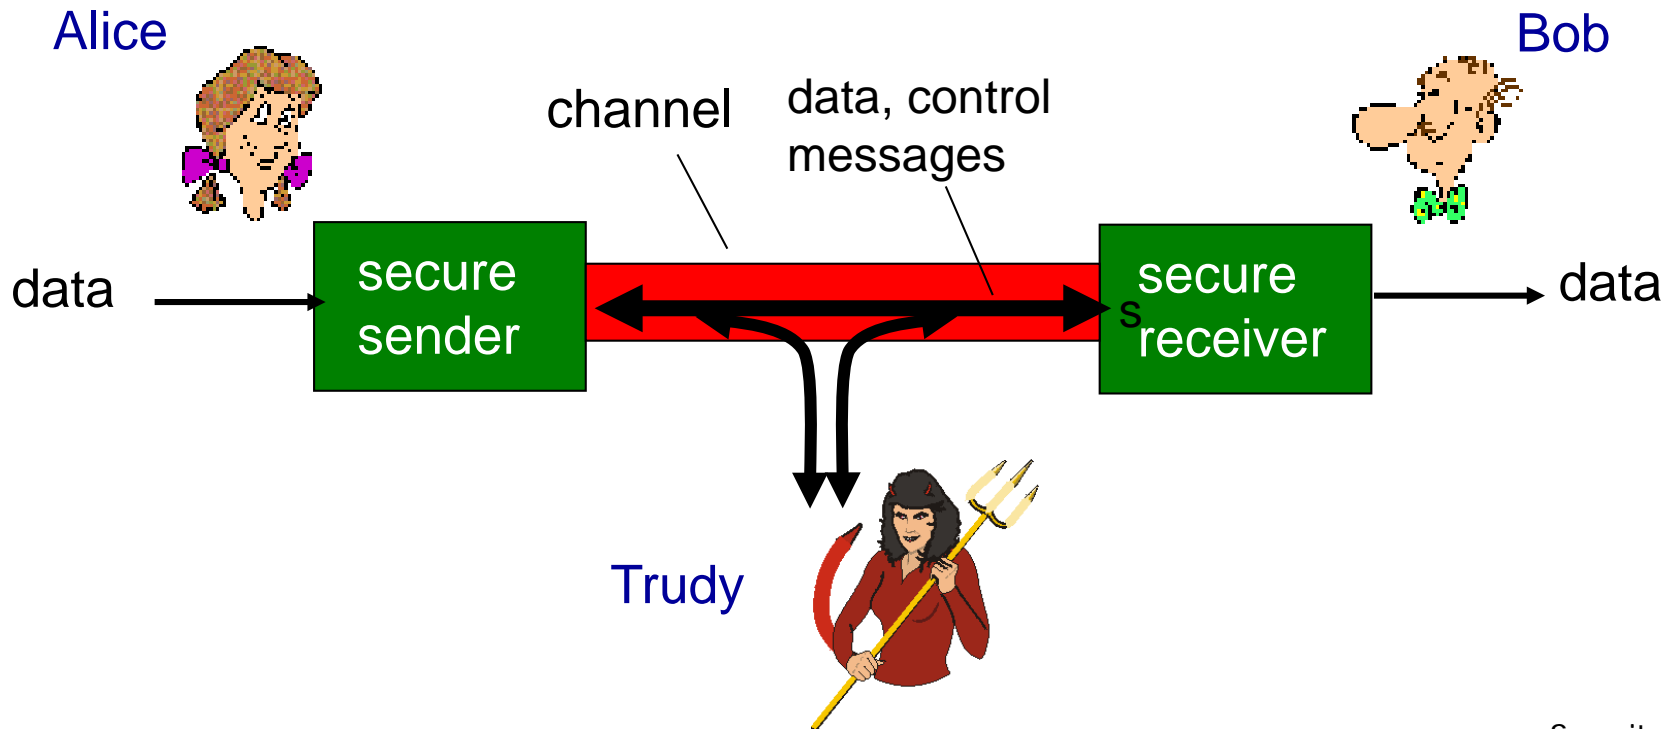 Alice
Bob
channel
data, control
messages
data
secure
sender
s
secure
receiver
data
Trudy